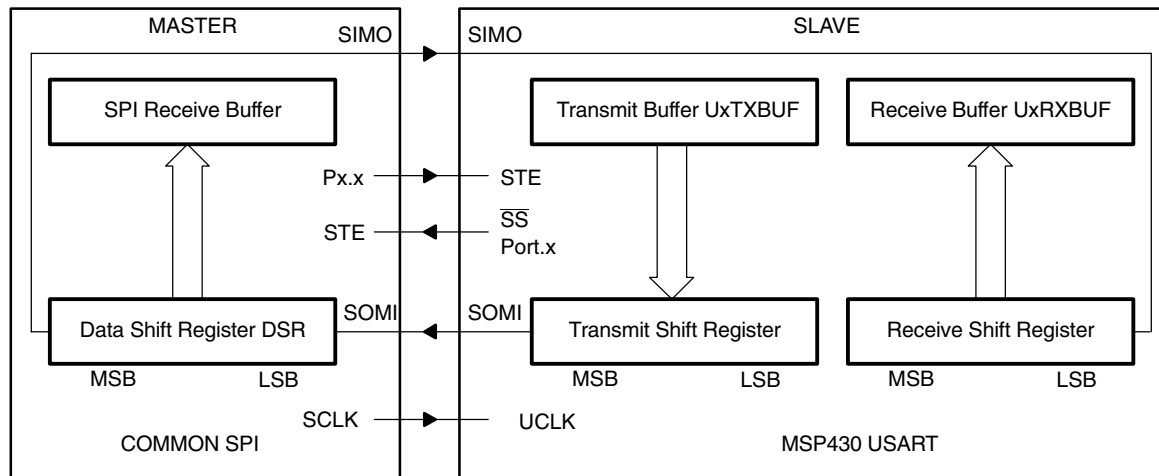 MASTER
SIMO
SPI Receive Buffer
Px.x
STE
Data Shift Register DSR
SOMI
MSB LSB
SCLK
COMMON SPI
SLAVE
SIMO
Transmit Buffer UxTXBUF
Receive Buffer UxRXBUF
STE
SS
Port.x
SOMI
Transmit Shift Register
Receive Shift Register
MSB LSB
MSB LSB
UCLK
MSP430 USART